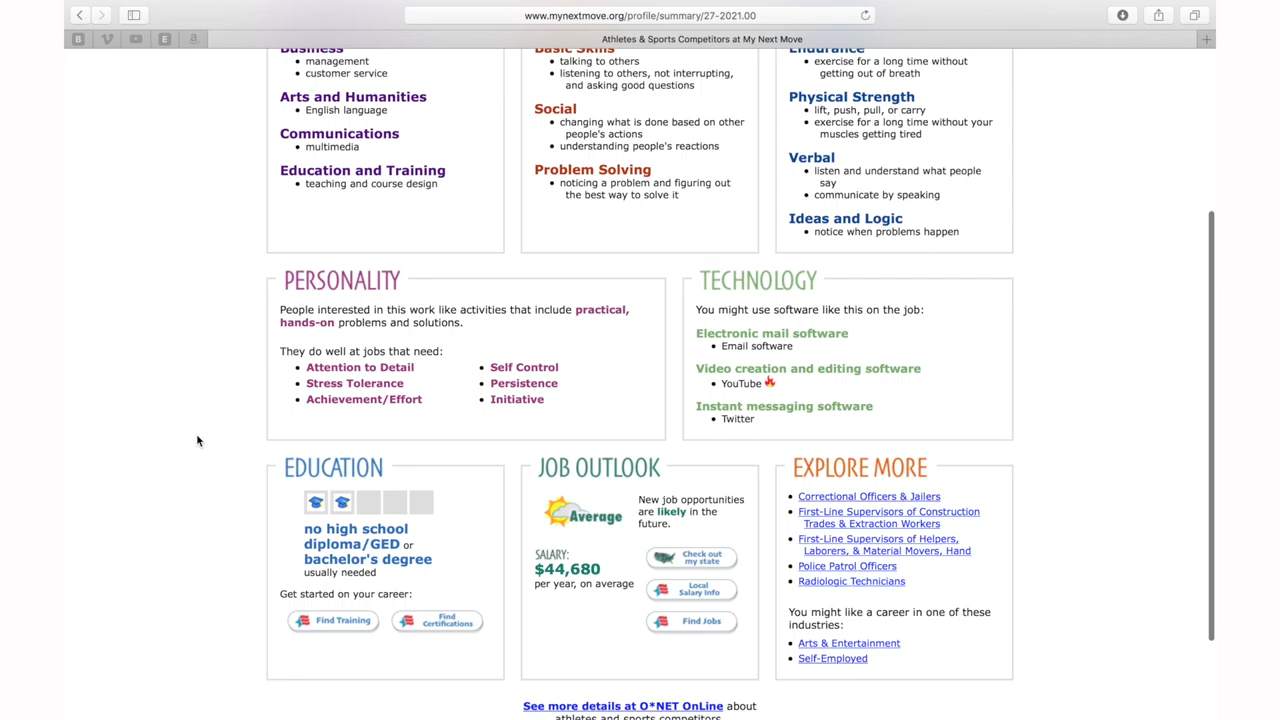 www.mynextmove.org/profile/summary/27-2021.00
Athletes & Sports Competitors at My Next Move
Business
management
customer service
Arts and Humanities
English language
Communications
multimedia
Education and Training
teaching and course design
Basic Skills
talking to others
listening to others, not interrupting,
and asking good questions
Social
changing what is done based on other
people's actions
understanding people's reactions
Problem Solving
noticing a problem and figuring out
the best way to solve it
Endurance
exercise for a long time without
getting out of breath
Physical Strength
lift, push, pull, or carry
exercise for a long time without your
muscles getting tired
Verbal
listen and understand what people
say
communicate by speaking
Ideas and Logic
notice when problems happen
PERSONALITY
People interested in this work like activities that include practical,
hands-on problems and solutions.
They do well at jobs that need:
Attention to Detail
Stress Tolerance
Achievement/Effort
Self Control
Persistence
Initiative
TECHNOLOGY
You might use software like this on the job:
Electronic mail software
Email software
Video creation and editing software
YouTube
Instant messaging software
Twitter
EDUCATION
no high school
diploma/GED or
bachelor's degree
usually needed
Get started on your career:
Find Training
Find
Certifications
JOB OUTLOOK
Average
New job opportunities
are likely in the
future.
SALARY:
$44,680
per year, on average
Check out
my state
Local
Salary Info
Find Jobs
EXPLORE MORE
Correctional Officers & Jailers
First-Line Supervisors of Construction
Trades & Extraction Workers
First-Line Supervisors of Helpers,
Laborers, & Material Movers, Hand
Police Patrol Officers
Radiologic Technicians
You might like a career in one of these
industries:
Arts & Entertainment
Self-Employed
See more details at O*NET OnLine about
athletes and sports competitors.